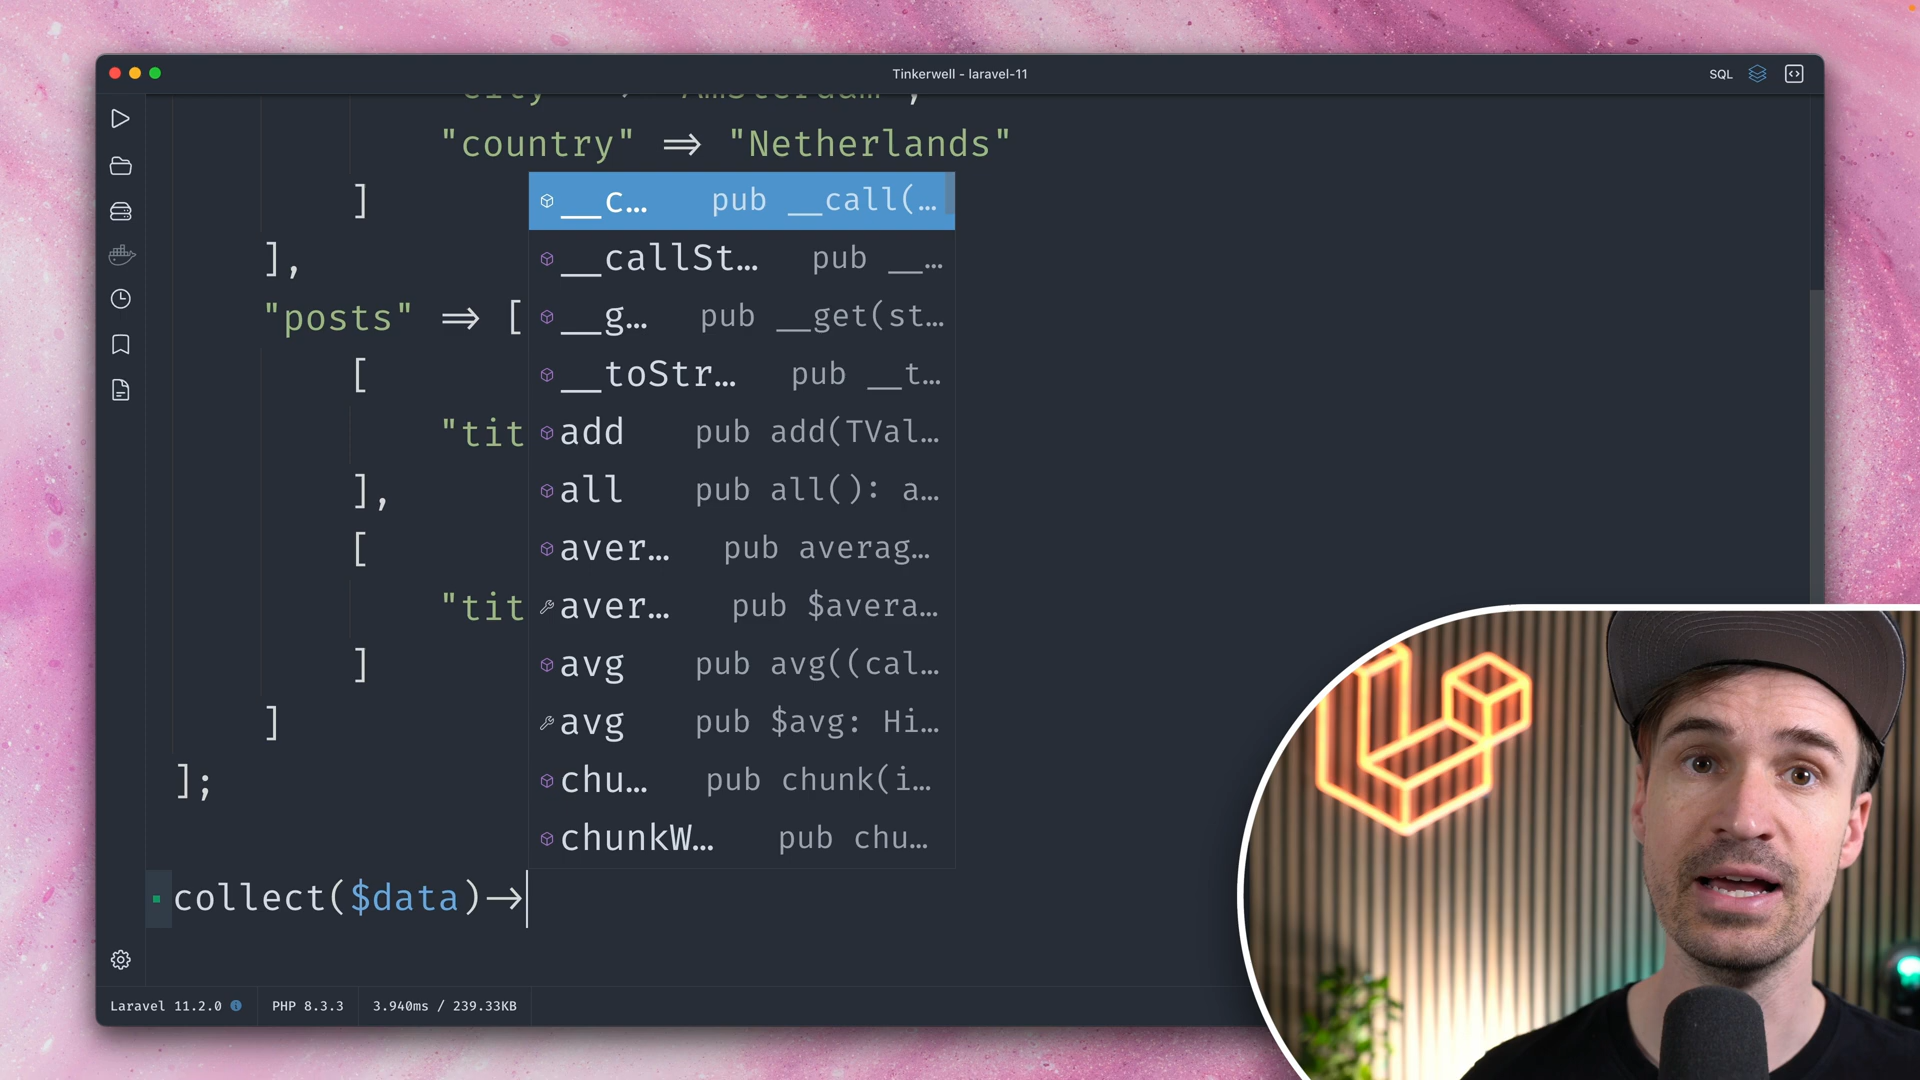 Tinkerwell - laravel-11
SQL
"city" => "Amsterdam",
"country" => "Netherlands"
]
],
"posts" => [
[
"tit
],
[
"tit
]
]
];
collect($data)->
__c… pub __call(…
__callSt… pub __…
__g… pub __get(st…
__toStr… pub __t…
add pub add(TVal…
all pub all(): a…
aver… pub averag…
aver… pub $avera…
avg pub avg((cal…
avg pub $avg: Hi…
chu… pub chunk(i…
chunkW… pub chu…
Laravel 11.2.0
PHP 8.3.3
3.940ms / 239.33KB